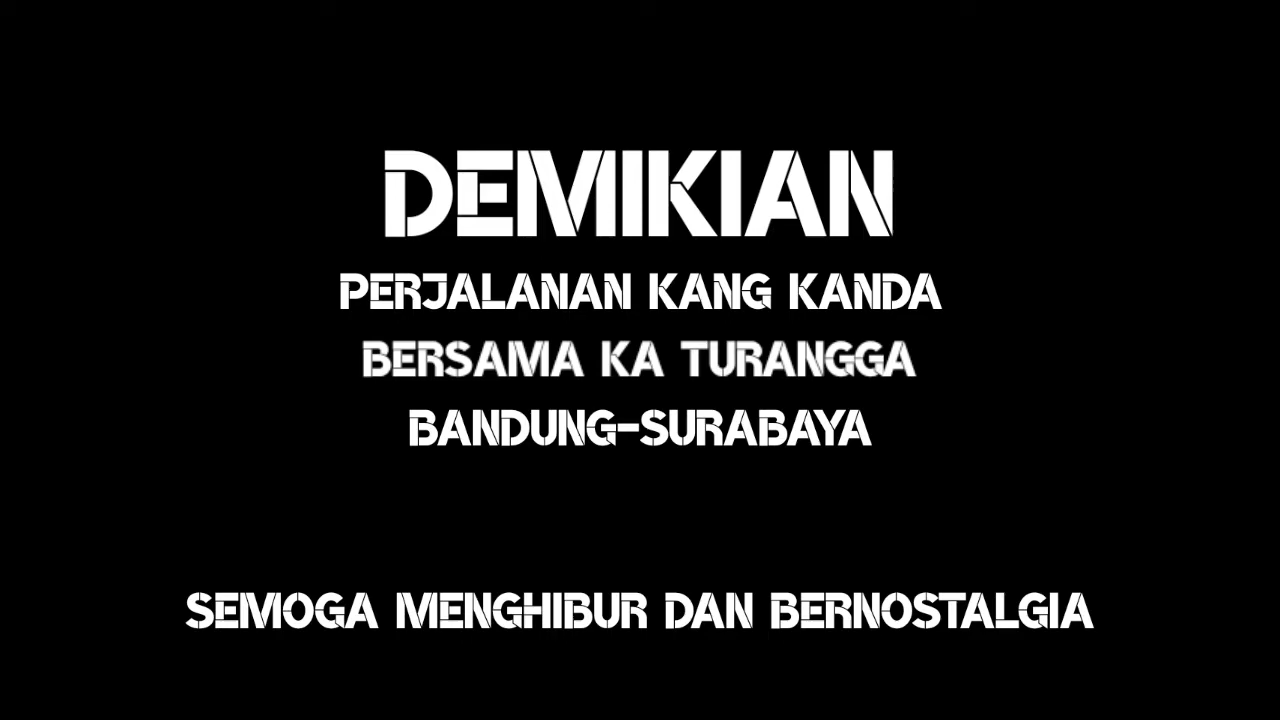 DEMIKIAN
PERJALANAN KANG KANDA
BERSAMA KA TURANGGA
BANDUNG-SURABAYA
SEMOGA MENGHIBUR DAN BERNOSTALGIA